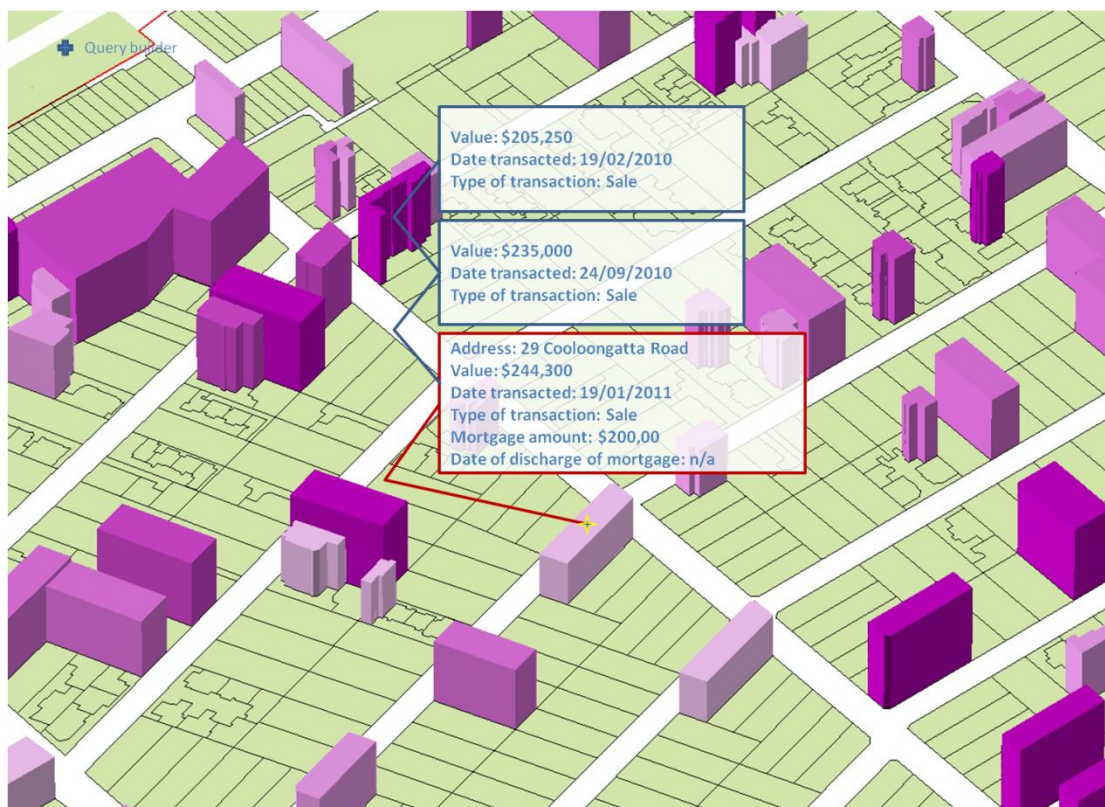 Query builder
Value: $205,250
Date transacted: 19/02/2010
Type of transaction: Sale
Value: $235,000
Date transacted: 24/09/2010
Type of transaction: Sale
Address: 29 Cooloongatta Road
Value: $244,300
Date transacted: 19/01/2011
Type of transaction: Sale
Mortgage amount: $200,00
Date of discharge of mortgage: n/a